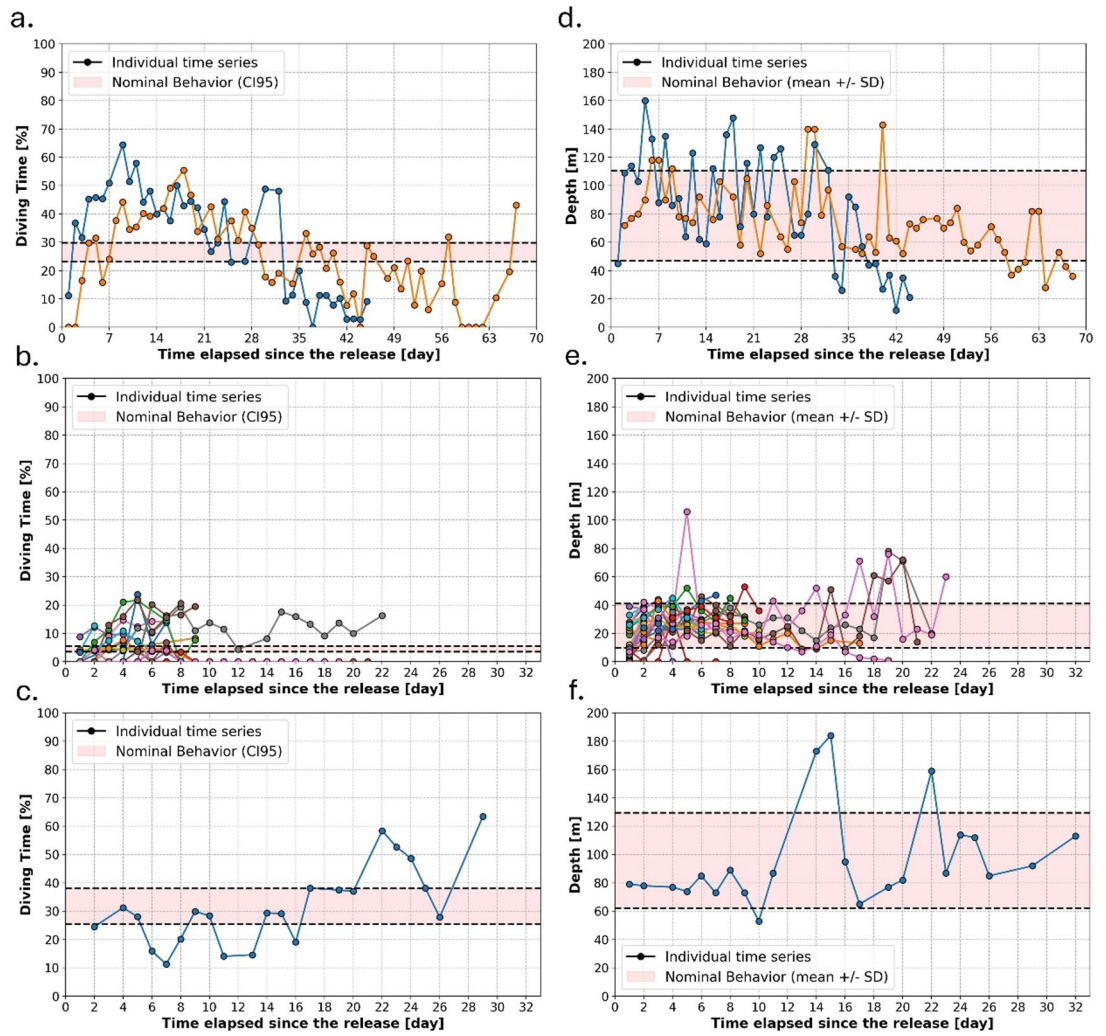 a.
100
90
80
70
60
50
40
30
20
10
0
Diving Time [%]
Individual time series
Nominal Behavior (CI95)
0 7 14 21 28 35 42 49 56 63 70
Time elapsed since the release [day]
d.
200
180
160
140
120
100
80
60
40
20
0
Depth [m]
Individual time series
Nominal Behavior (mean +/- SD)
0 7 14 21 28 35 42 49 56 63 70
Time elapsed since the release [day]
b.
100
90
80
70
60
50
40
30
20
10
0
Diving Time [%]
Individual time series
Nominal Behavior (CI95)
0 2 4 6 8 10 12 14 16 18 20 22 24 26 28 30 32
Time elapsed since the release [day]
e.
200
180
160
140
120
100
80
60
40
20
0
Depth [m]
Individual time series
Nominal Behavior (mean +/- SD)
0 2 4 6 8 10 12 14 16 18 20 22 24 26 28 30 32
Time elapsed since the release [day]
c.
100
90
80
70
60
50
40
30
20
10
0
Diving Time [%]
Individual time series
Nominal Behavior (CI95)
0 2 4 6 8 10 12 14 16 18 20 22 24 26 28 30 32
Time elapsed since the release [day]
f.
200
180
160
140
120
100
80
60
40
20
0
Depth [m]
Individual time series
Nominal Behavior (mean +/- SD)
0 2 4 6 8 10 12 14 16 18 20 22 24 26 28 30 32
Time elapsed since the release [day]